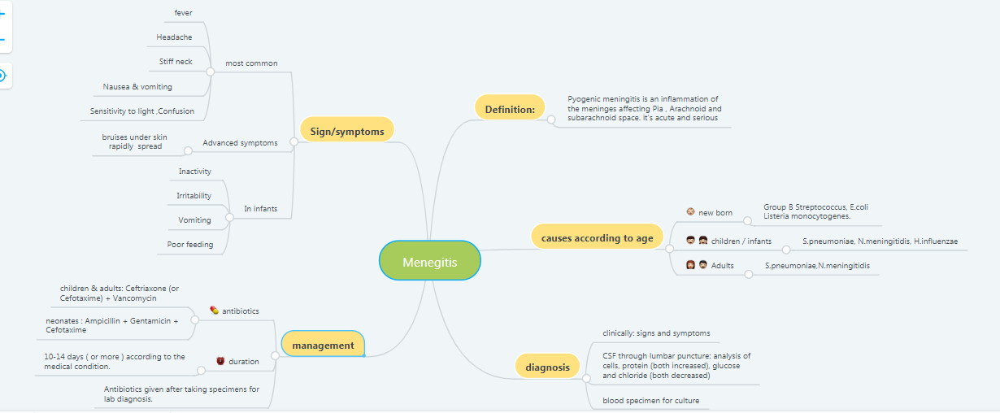 Menegitis
Definition:
Pyogenic meningitis is an inflammation of
the meninges affecting Pia , Arachnoid and
subarachnoid space. it's acute and serious
causes according to age
new born
Group B Streptococcus, E.coli
Listeria monocytogenes.
children / infants
S.pneumoniae, N.meningitidis, H.influenzae
Adults
S.pneumoniae,N.meningitidis
diagnosis
clinically: signs and symptoms
CSF through lumbar puncture: analysis of
cells, protein (both increased), glucose
and chloride (both decreased)
blood specimen for culture
Sign/symptoms
most common
fever
Headache
Stiff neck
Nausea & vomiting
Sensitivity to light ,Confusion
Advanced symptoms
bruises under skin
rapidly spread
In infants
Inactivity
Irritability
Vomiting
Poor feeding
management
antibiotics
children & adults: Ceftriaxone (or
Cefotaxime) + Vancomycin
neonates : Ampicillin + Gentamicin +
Cefotaxime
duration
10-14 days ( or more ) according to the
medical condition.
Antibiotics given after taking specimens for
lab diagnosis.